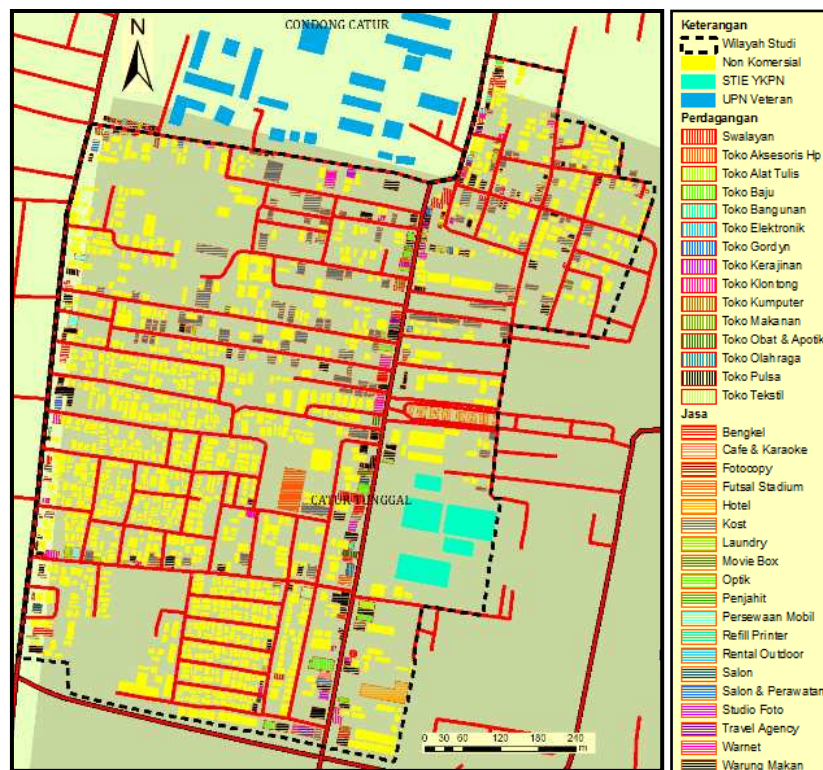 CONDONG CATUR
N
CATUR TUNGGAL
0 30 60 120 180 240
m
Keterangan
Wilayah Studi
Non Komersial
STIE YKPN
UPN Veteran
Perdagangan
Swalayan
Toko Aksesoris Hp
Toko Alat Tulis
Toko Baju
Toko Bangunan
Toko Elektronik
Toko Gordyn
Toko Kerajinan
Toko Klontong
Toko Kumputer
Toko Makanan
Toko Obat & Apotik
Toko Olahraga
Toko Pulsa
Toko Tekstil
Jasa
Bengkel
Cafe & Karaoke
Fotocopy
Futsal Stadium
Hotel
Kost
Laundry
Movie Box
Optik
Penjahit
Persewaan Mobil
Refill Printer
Rental Outdoor
Salon
Salon & Perawatan
Studio Foto
Travel Agency
Warnet
Warung Makan